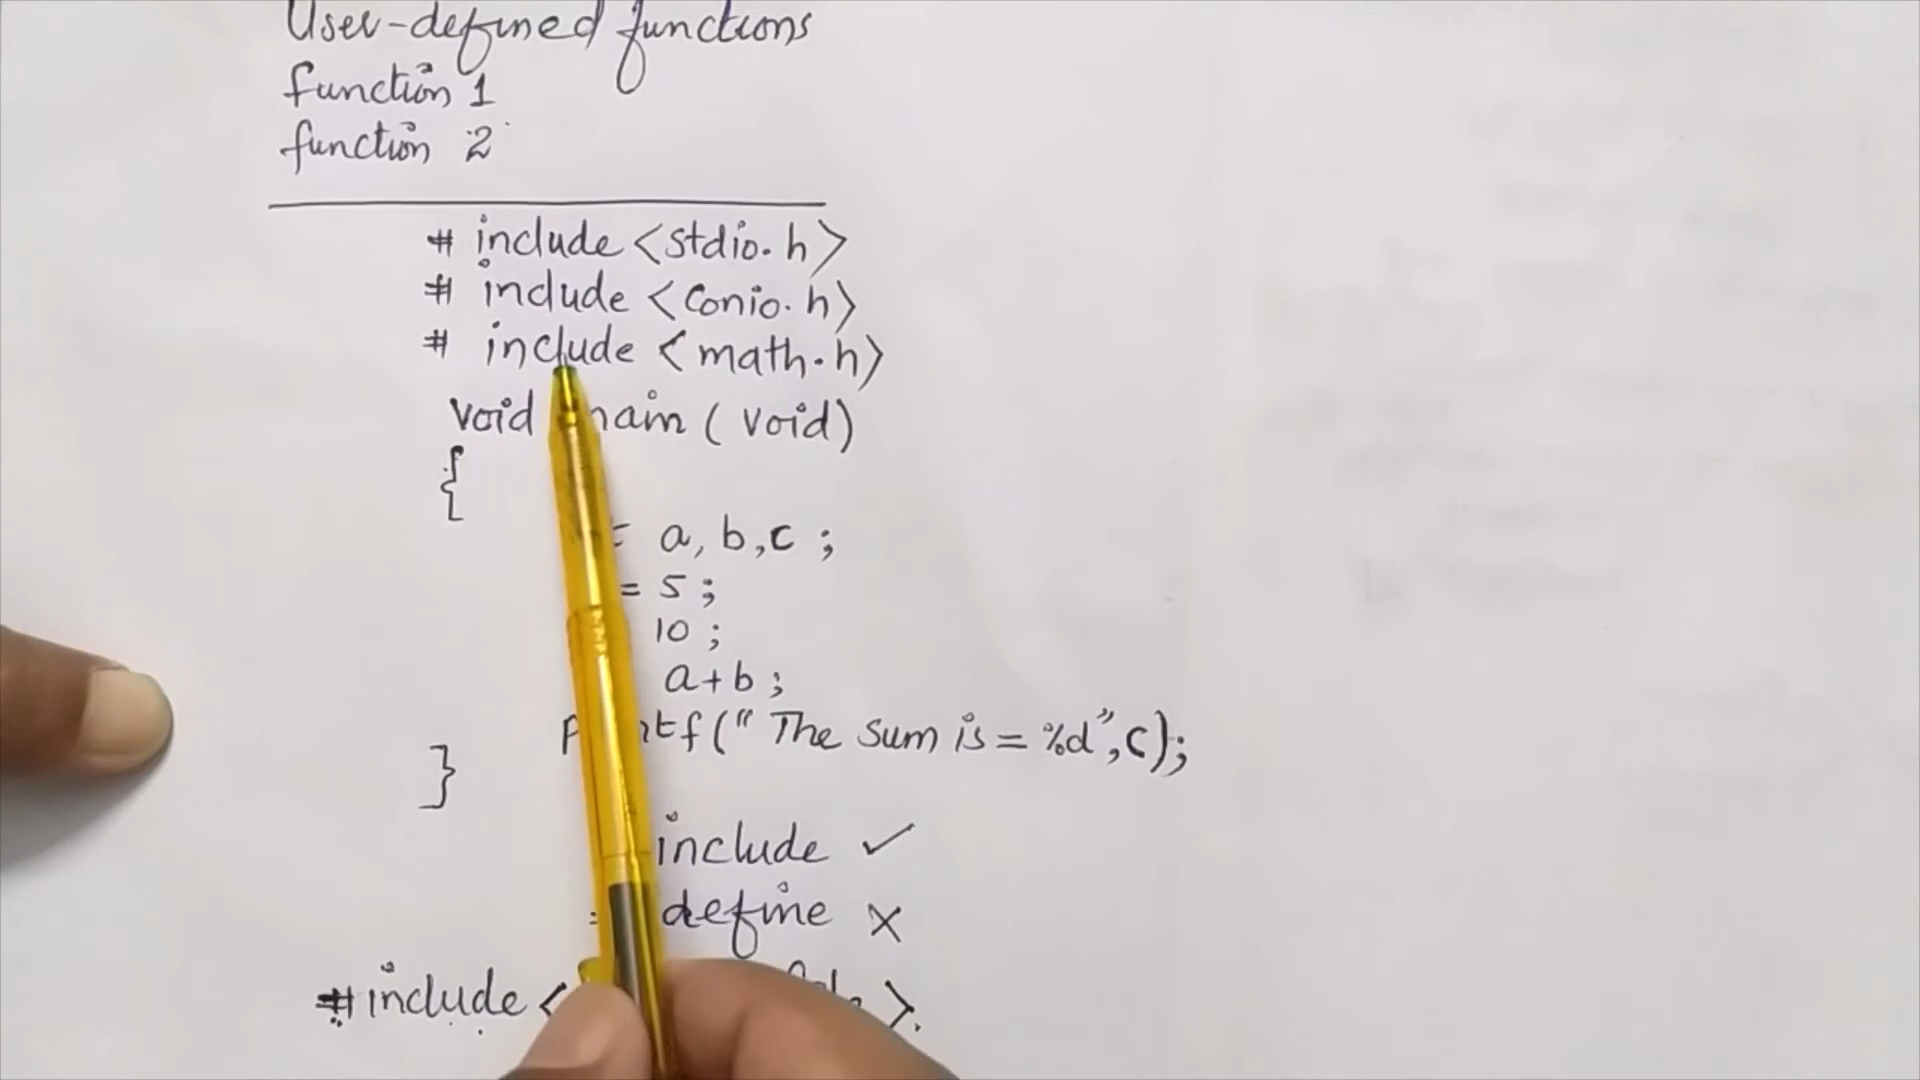 User-defined functions
function 1
function 2
# include <stdio.h>
# include <conio.h>
# include <math.h>
void main (void)
{
a, b, c ;
= 5 ;
10 ;
a+b ;
printf(" The sum is = %d", c);
}
include ✓
define ✗
#include < >.